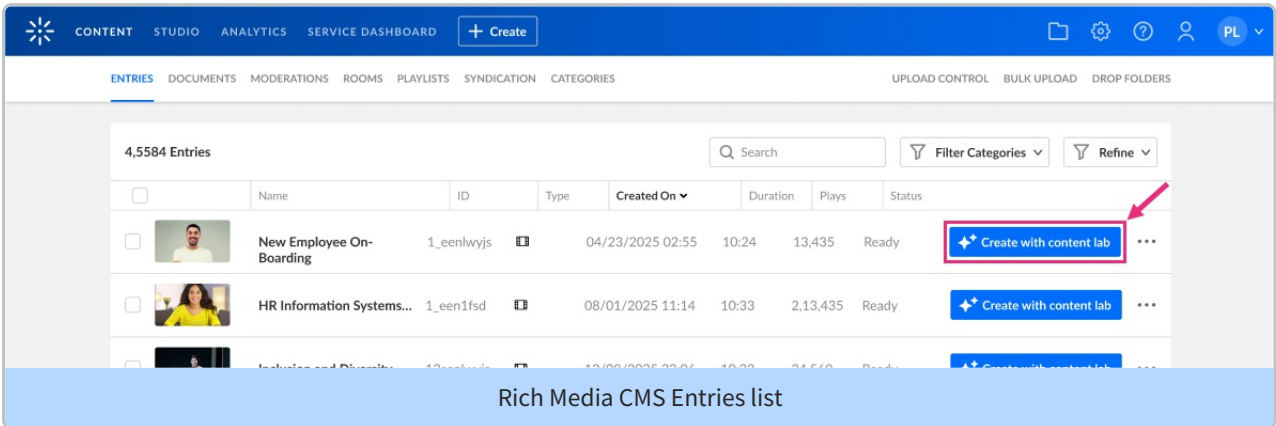 CONTENT STUDIO ANALYTICS SERVICE DASHBOARD + Create PL
ENTRIES DOCUMENTS MODERATIONS ROOMS PLAYLISTS SYNDICATION CATEGORIES UPLOAD CONTROL BULK UPLOAD DROP FOLDERS
4,5584 Entries Search Filter Categories Refine
Name ID Type Created On Duration Plays Status
New Employee On-Boarding 1_eenlwyjs 04/23/2025 02:55 10:24 13,435 Ready Create with content lab
HR Information Systems... 1_een1fsd 08/01/2025 11:14 10:33 2,13,435 Ready Create with content lab
Rich Media CMS Entries list